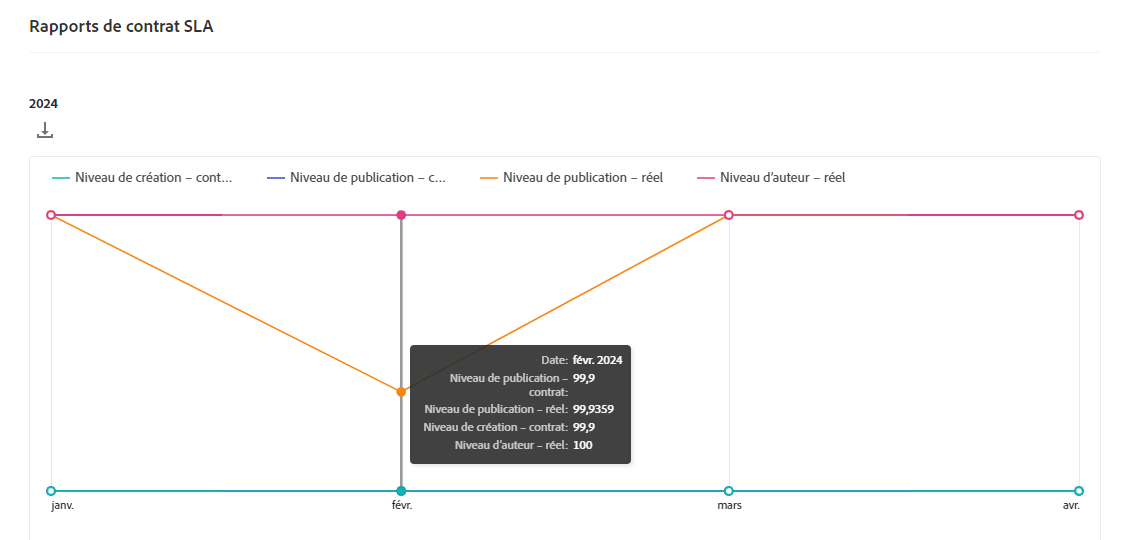 Rapports de contrat SLA
2024
Niveau de création – cont...
Niveau de publication – c...
Niveau de publication – réel
Niveau d'auteur – réel
Date: févr. 2024
Niveau de publication – 99,9
contrat:
Niveau de publication – réel: 99,9359
Niveau de création – contrat: 99,9
Niveau d'auteur – réel: 100
janv.
févr.
mars
avr.